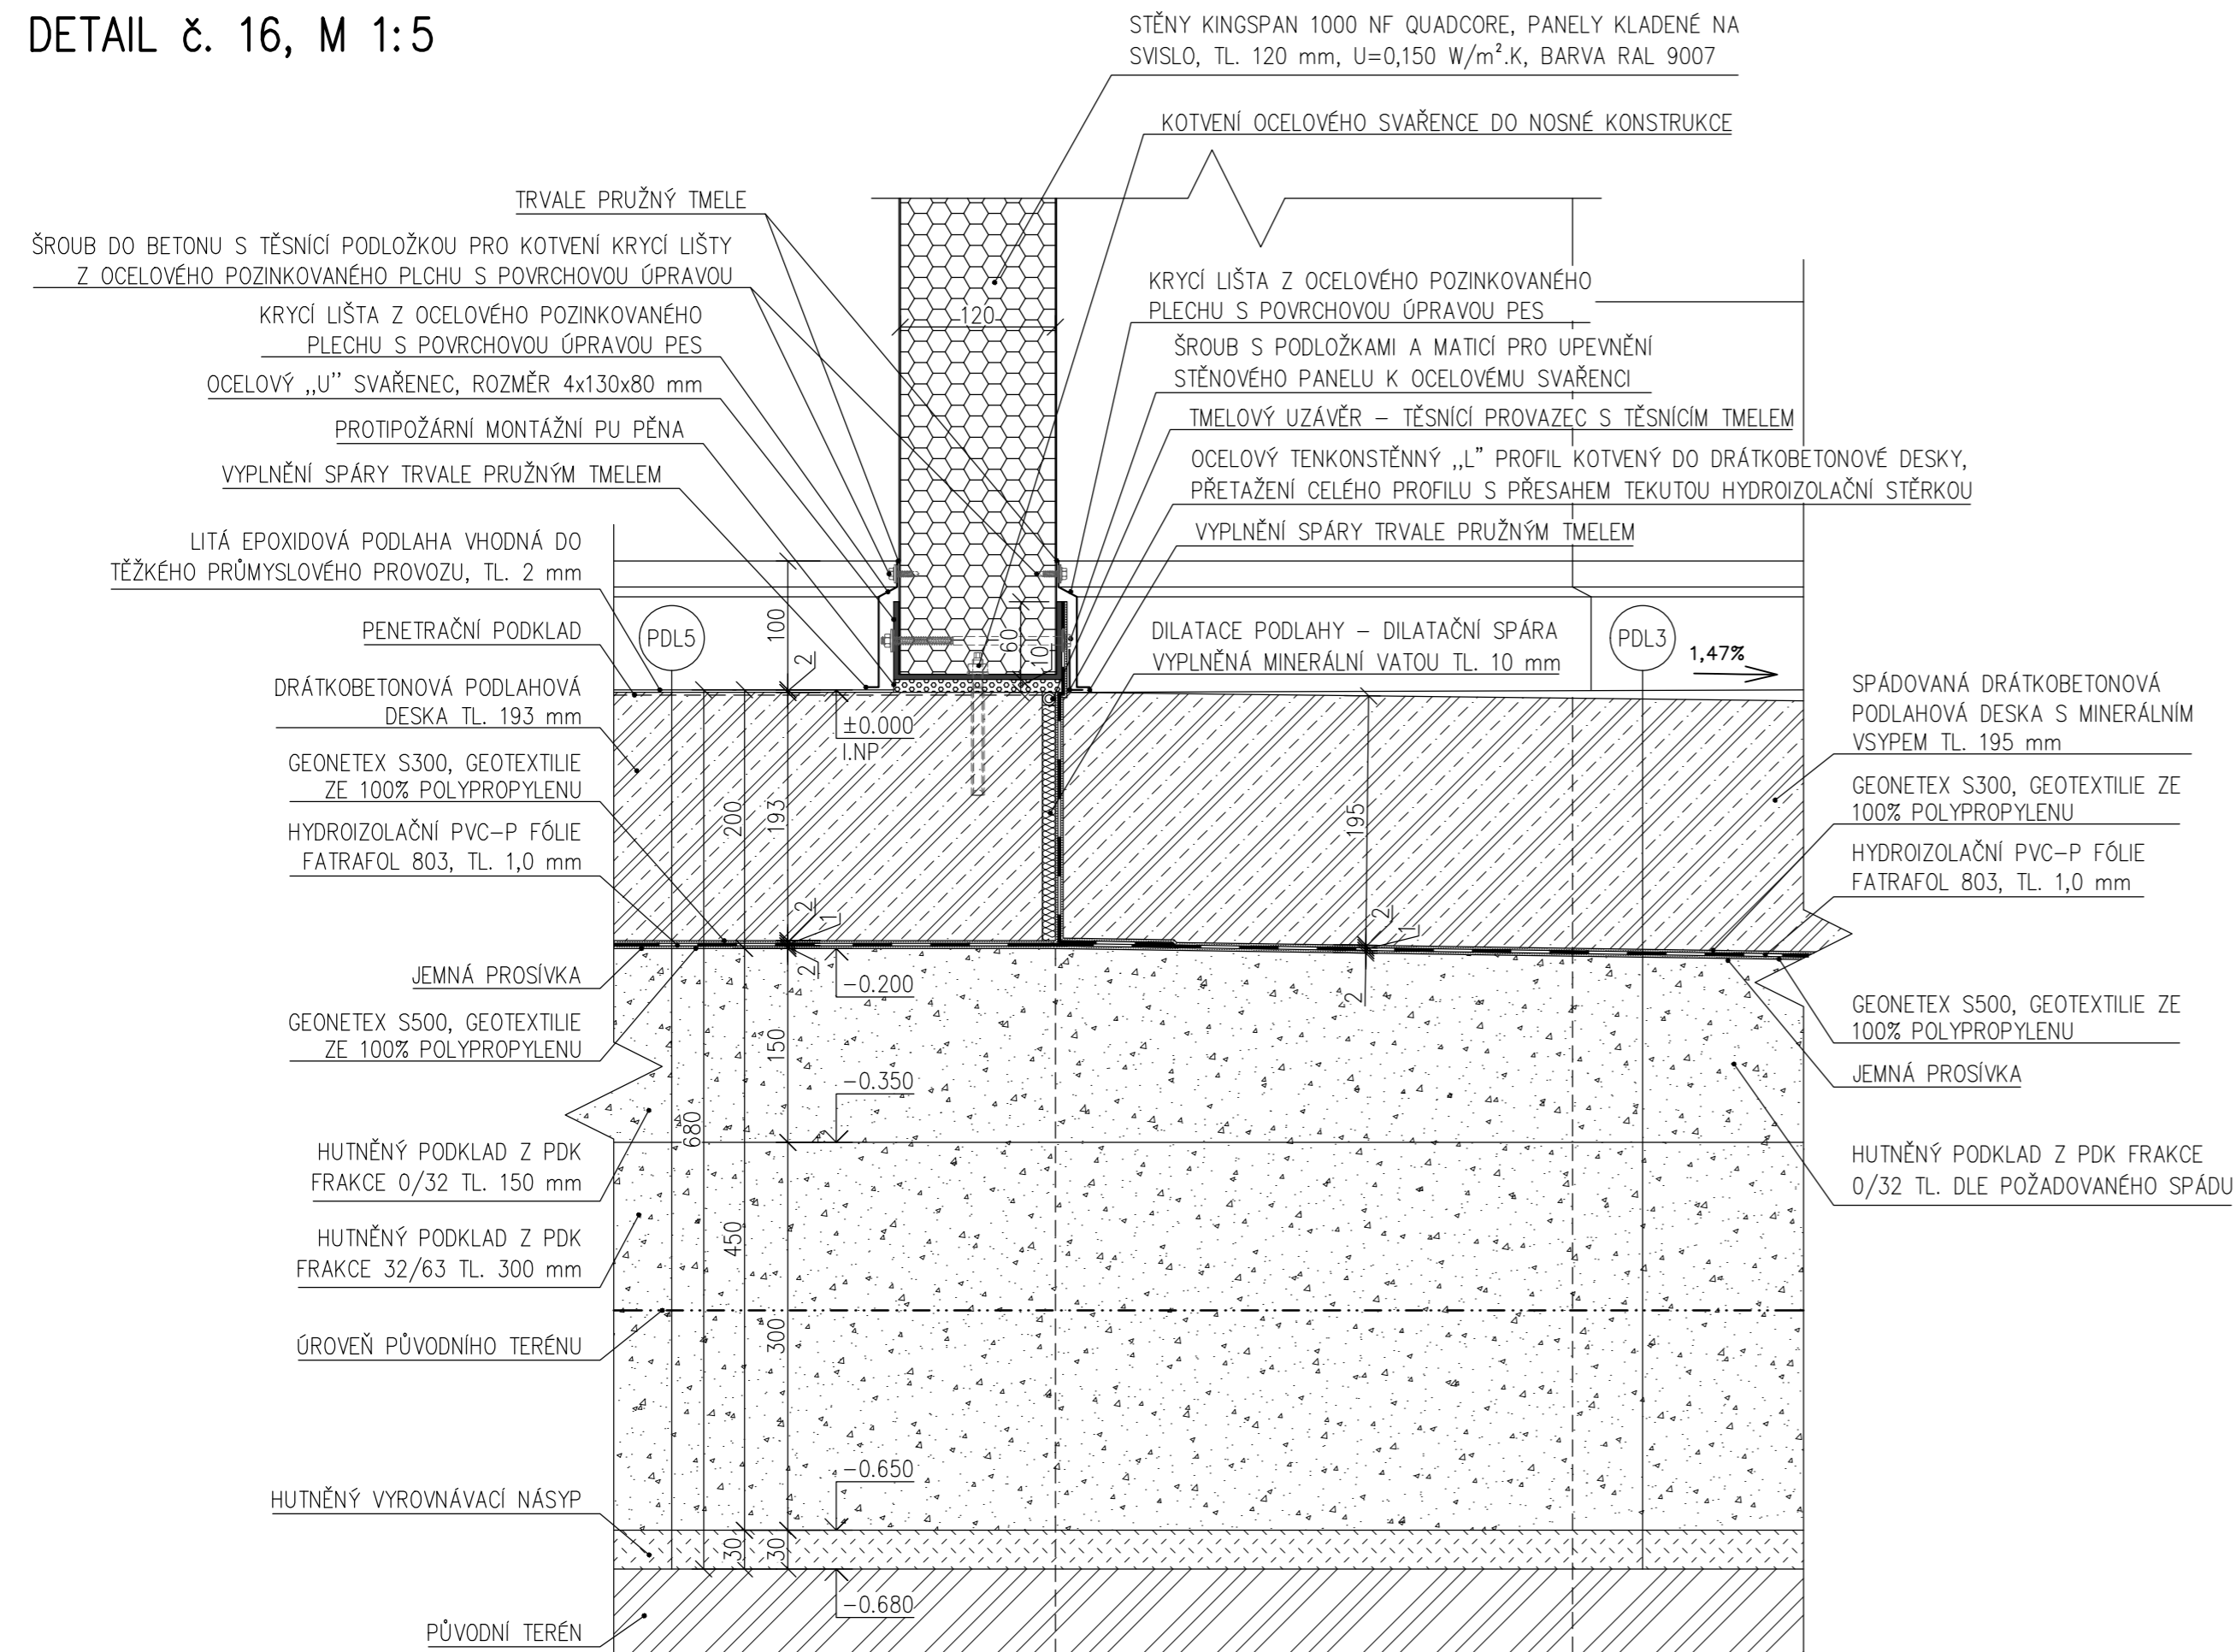 DETAIL č. 16, M 1:5
STĚNY KINGSPAN 1000 NF QUADCORE, PANELY KLADENÉ NA
SVISLO, TL. 120 mm, U=0,150 W/m².K, BARVA RAL 9007
KOTVENÍ OCELOVÉHO SVAŘENCE DO NOSNÉ KONSTRUKCE
TRVALE PRUŽNÝ TMELE
ŠROUB DO BETONU S TĚSNÍCÍ PODLOŽKOU PRO KOTVENÍ KRYCÍ LIŠTY
Z OCELOVÉHO POZINKOVANÉHO PLCHU S POVRCHOVOU ÚPRAVOU
KRYCÍ LIŠTA Z OCELOVÉHO POZINKOVANÉHO
PLECHU S POVRCHOVOU ÚPRAVOU PES
OCELOVÝ ,,U'' SVAŘENEC, ROZMĚR 4x130x80 mm
PROTIPOŽÁRNÍ MONTÁŽNÍ PU PĚNA
VYPLNĚNÍ SPÁRY TRVALE PRUŽNÝM TMELEM
LITÁ EPOXIDOVÁ PODLAHA VHODNÁ DO
TĚŽKÉHO PRŮMYSLOVÉHO PROVOZU, TL. 2 mm
PENETRAČNÍ PODKLAD
DRÁTKOBETONOVÁ PODLAHOVÁ
DESKA TL. 193 mm
GEONETEX S300, GEOTEXTILIE
ZE 100% POLYPROPYLENU
HYDROIZOLAČNÍ PVC-P FÓLIE
FATRAFOL 803, TL. 1,0 mm
JEMNÁ PROSÍVKA
GEONETEX S500, GEOTEXTILIE
ZE 100% POLYPROPYLENU
HUTNĚNÝ PODKLAD Z PDK
FRAKCE 0/32 TL. 150 mm
HUTNĚNÝ PODKLAD Z PDK
FRAKCE 32/63 TL. 300 mm
ÚROVEŇ PŮVODNÍHO TERÉNU
HUTNĚNÝ VYROVNÁVACÍ NÁSYP
PŮVODNÍ TERÉN
120
100
2
60
10
PDL5
±0.000
I.NP
200
193
2
1
2
-0.200
150
-0.350
680
450
300
-0.650
30
30
-0.680
KRYCÍ LIŠTA Z OCELOVÉHO POZINKOVANÉHO
PLECHU S POVRCHOVOU ÚPRAVOU PES
ŠROUB S PODLOŽKAMI A MATICÍ PRO UPEVNĚNÍ
STĚNOVÉHO PANELU K OCELOVÉMU SVAŘENCI
TMELOVÝ UZÁVĚR – TĚSNÍCÍ PROVAZEC S TĚSNÍCÍM TMELEM
OCELOVÝ TENKONSTĚNNÝ ,,L" PROFIL KOTVENÝ DO DRÁTKOBETONOVÉ DESKY,
PŘETAŽENÍ CELÉHO PROFILU S PŘESAHEM TEKUTOU HYDROIZOLAČNÍ STĚRKOU
VYPLNĚNÍ SPÁRY TRVALE PRUŽNÝM TMELEM
DILATACE PODLAHY – DILATAČNÍ SPÁRA
VYPLNĚNÁ MINERÁLNÍ VATOU TL. 10 mm
PDL3
1,47%
195
2
1
2
SPÁDOVANÁ DRÁTKOBETONOVÁ
PODLAHOVÁ DESKA S MINERÁLNÍM
VSYPEM TL. 195 mm
GEONETEX S300, GEOTEXTILIE ZE
100% POLYPROPYLENU
HYDROIZOLAČNÍ PVC-P FÓLIE
FATRAFOL 803, TL. 1,0 mm
GEONETEX S500, GEOTEXTILIE ZE
100% POLYPROPYLENU
JEMNÁ PROSÍVKA
HUTNĚNÝ PODKLAD Z PDK FRAKCE
0/32 TL. DLE POŽADOVANÉHO SPÁDU